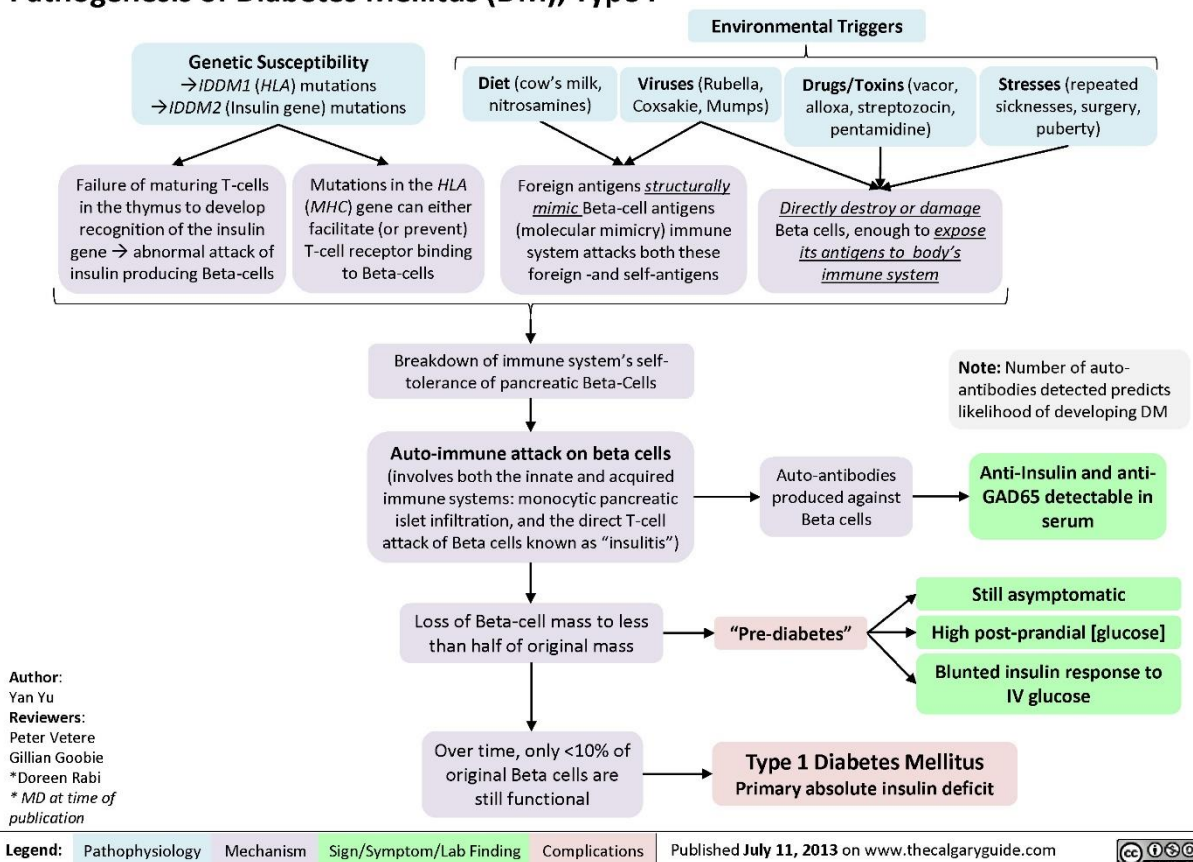 Pathogenesis of Diabetes Mellitus (DM), Type I
Environmental Triggers
Genetic Susceptibility
→IDDM1 (HLA) mutations
→IDDM2 (Insulin gene) mutations
Diet (cow's milk,
nitrosamines)
Viruses (Rubella,
Coxsakie, Mumps)
Drugs/Toxins (vacor,
alloxa, streptozocin,
pentamidine)
Stresses (repeated
sicknesses, surgery,
puberty)
Failure of maturing T-cells
in the thymus to develop
recognition of the insulin
gene → abnormal attack of
insulin producing Beta-cells
Mutations in the HLA
(MHC) gene can either
facilitate (or prevent)
T-cell receptor binding
to Beta-cells
Foreign antigens structurally
mimic Beta-cell antigens
(molecular mimicry) immune
system attacks both these
foreign -and self-antigens
Directly destroy or damage
Beta cells, enough to expose
its antigens to body's
immune system
Breakdown of immune system's self-
tolerance of pancreatic Beta-Cells
Note: Number of auto-
antibodies detected predicts
likelihood of developing DM
Auto-immune attack on beta cells
(involves both the innate and acquired
immune systems: monocytic pancreatic
islet infiltration, and the direct T-cell
attack of Beta cells known as "insulitis")
Auto-antibodies
produced against
Beta cells
Anti-Insulin and anti-
GAD65 detectable in
serum
Loss of Beta-cell mass to less
than half of original mass
"Pre-diabetes"
Still asymptomatic
High post-prandial [glucose]
Blunted insulin response to
IV glucose
Author:
Yan Yu
Reviewers:
Peter Vetere
Gillian Goobie
*Doreen Rabi
* MD at time of
publication
Over time, only <10% of
original Beta cells are
still functional
Type 1 Diabetes Mellitus
Primary absolute insulin deficit
Legend: Pathophysiology Mechanism Sign/Symptom/Lab Finding Complications Published July 11, 2013 on www.thecalgaryguide.com
cc